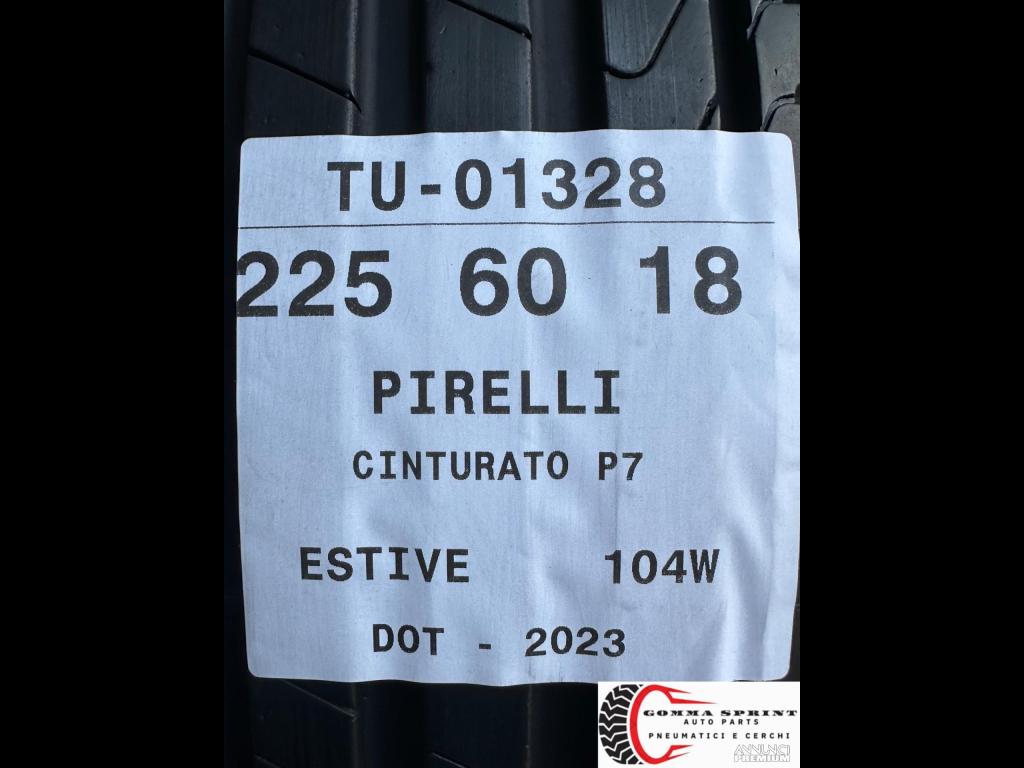 TU-01328
225 60 18
PIRELLI
CINTURATO P7
ESTIVE 104W
DOT - 2023
GOMMA SPRINT
AUTO PARTS
PNEUMATICI E CERCHI
ANNUNCI
PREMIUM